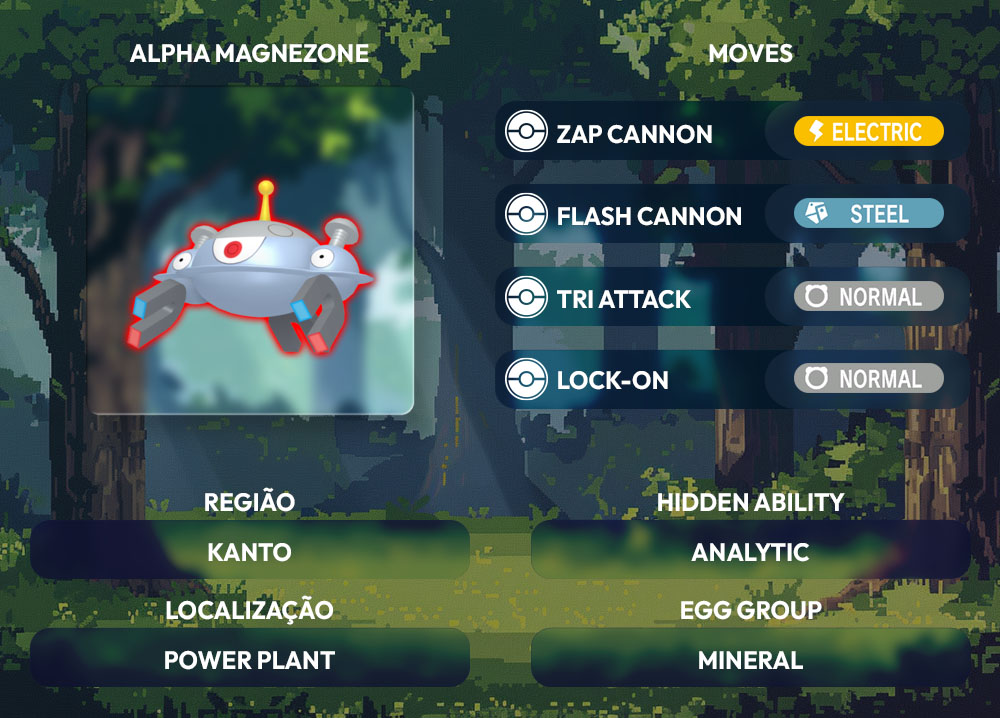 ALPHA MAGNEZONE
MOVES
ZAP CANNON
ELECTRIC
FLASH CANNON
STEEL
TRI ATTACK
NORMAL
LOCK-ON
NORMAL
REGIÃO
KANTO
HIDDEN ABILITY
ANALYTIC
LOCALIZAÇÃO
POWER PLANT
EGG GROUP
MINERAL